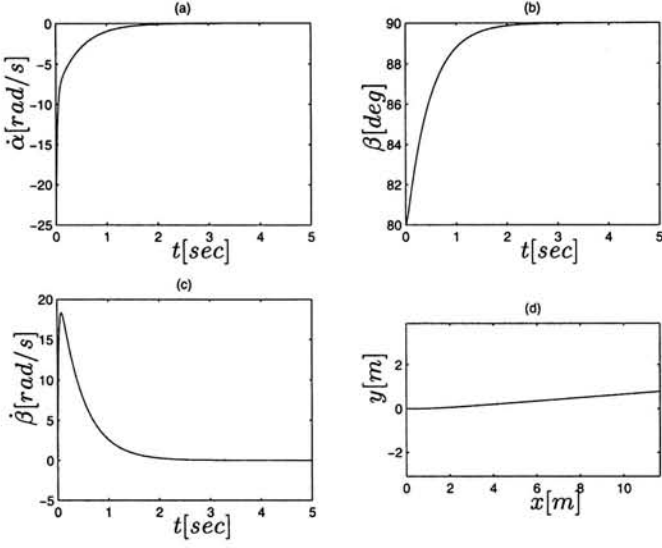 (a)
0
-5
-10
-15
-20
-25
α̇[rad/s]
0 1 2 3 4 5
t[sec]
(b)
90
88
86
84
82
80
β[deg]
0 1 2 3 4 5
t[sec]
(c)
20
15
10
5
0
-5
β̇[rad/s]
0 1 2 3 4 5
t[sec]
(d)
2
0
-2
y[m]
0 2 4 6 8 10
x[m]